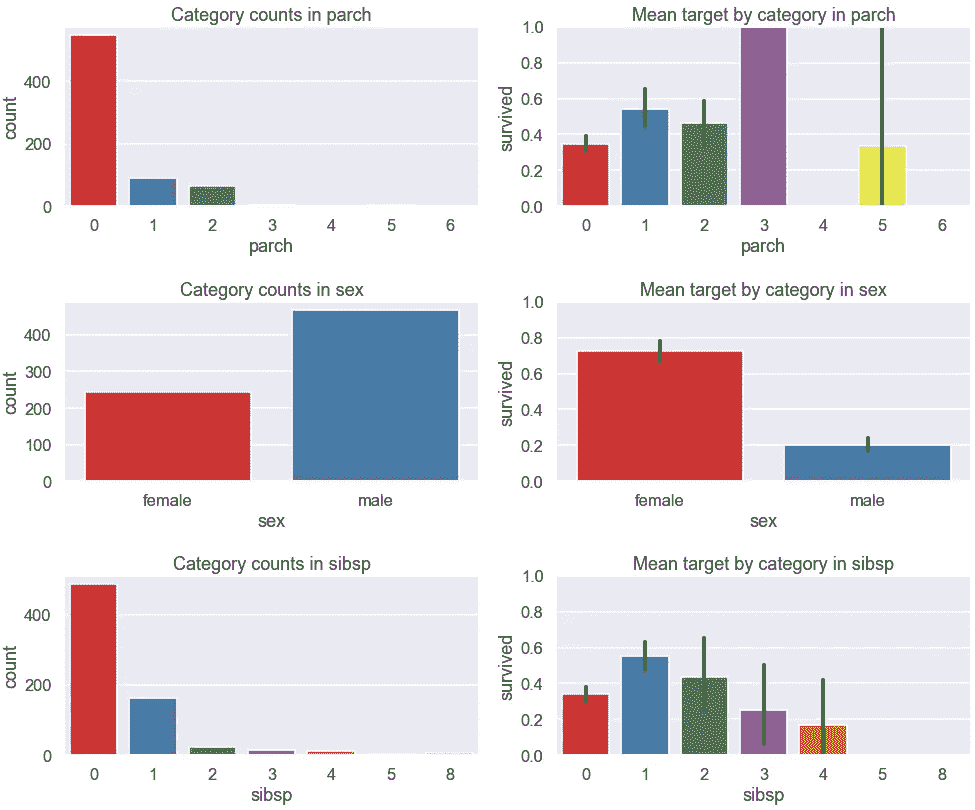 Category counts in parch
count
400
200
0
0 1 2 3 4 5 6
parch
Mean target by category in parch
survived
1.0
0.8
0.6
0.4
0.2
0.0
0 1 2 3 4 5 6
parch
Category counts in sex
count
400
300
200
100
0
female male
sex
Mean target by category in sex
survived
1.0
0.8
0.6
0.4
0.2
0.0
female male
sex
Category counts in sibsp
count
400
200
0
0 1 2 3 4 5 8
sibsp
Mean target by category in sibsp
survived
1.0
0.8
0.6
0.4
0.2
0.0
0 1 2 3 4 5 8
sibsp